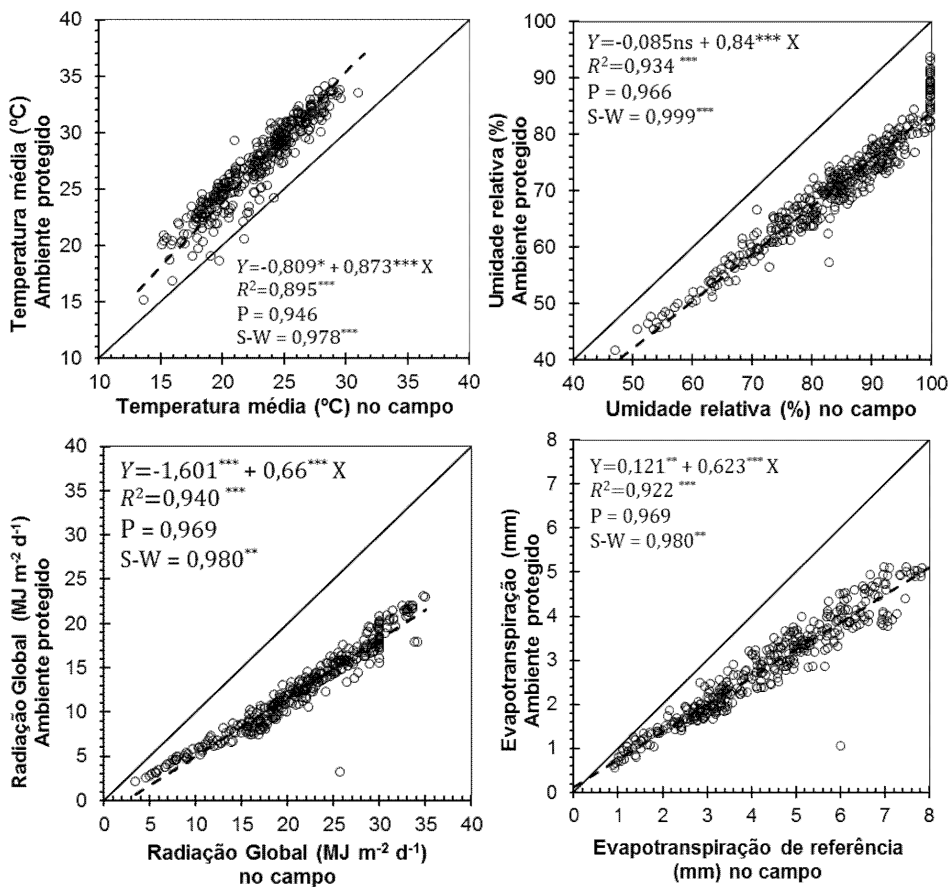 40
35
30
25
20
15
10
Temperatura média (ºC)
Ambiente protegido
Y=-0,809* + 0,873*** X
R²=0,895***
P = 0,946
S-W = 0,978***
10 15 20 25 30 35 40
Temperatura média (ºC) no campo
100
90
80
70
60
50
40
Umidade relativa (%)
Ambiente protegido
Y=-0,085ns + 0,84*** X
R²=0,934 ***
P = 0,966
S-W = 0,999***
40 50 60 70 80 90 100
Umidade relativa (%) no campo
40
35
30
25
20
15
10
5
0
Radiação Global (MJ m-2 d-1)
Ambiente protegido
Y=-1,601*** + 0,66*** X
R²=0,940 ***
P = 0,969
S-W = 0,980**
0 5 10 15 20 25 30 35 40
Radiação Global (MJ m-2 d-1)
no campo
8
7
6
5
4
3
2
1
0
Evapotranspiração (mm)
Ambiente protegido
Y=0,121** + 0,623*** X
R²=0,922 ***
P = 0,969
S-W = 0,980**
0 1 2 3 4 5 6 7 8
Evapotranspiração de referência
(mm) no campo